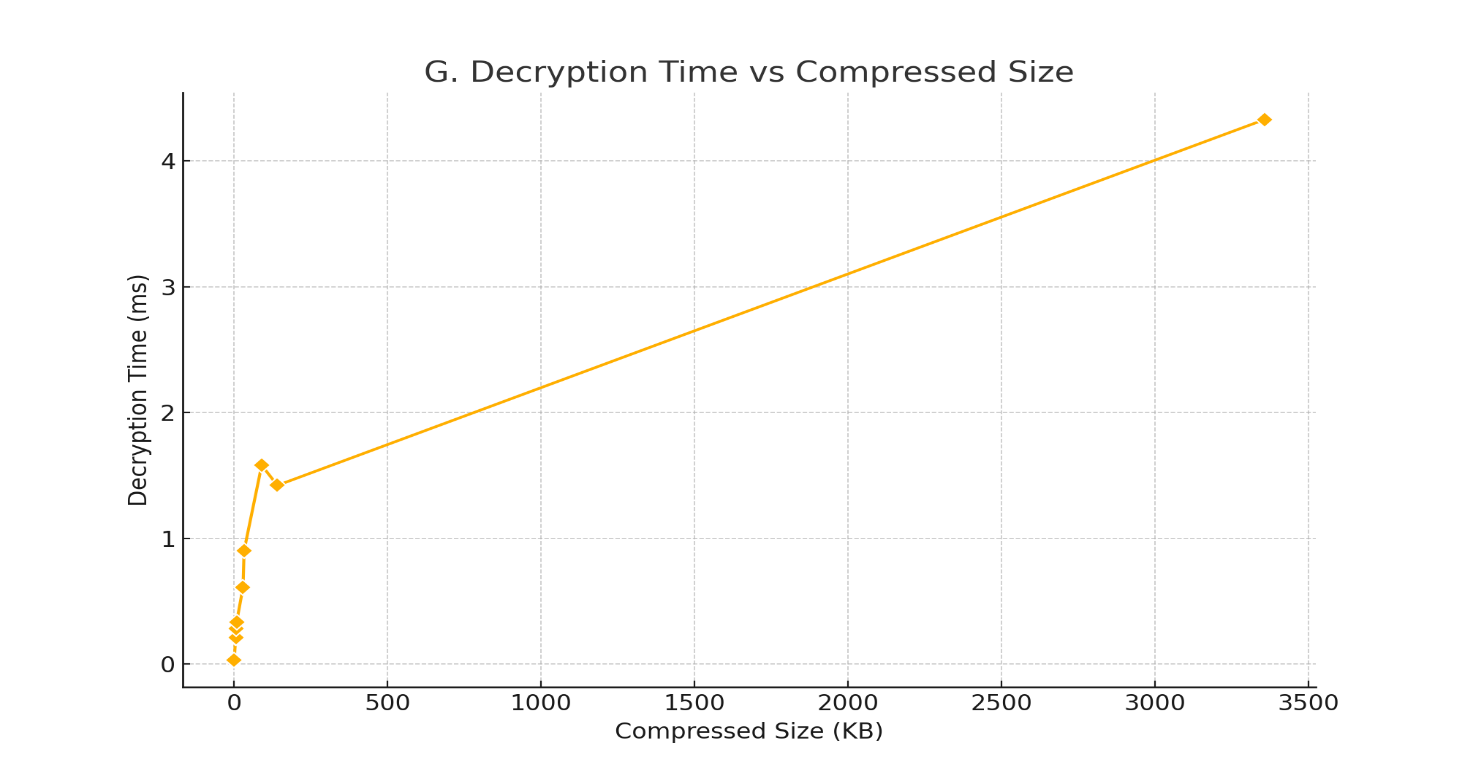 G. Decryption Time vs Compressed Size
4
3
2
1
0
Decryption Time (ms)
0 500 1000 1500 2000 2500 3000 3500
Compressed Size (KB)